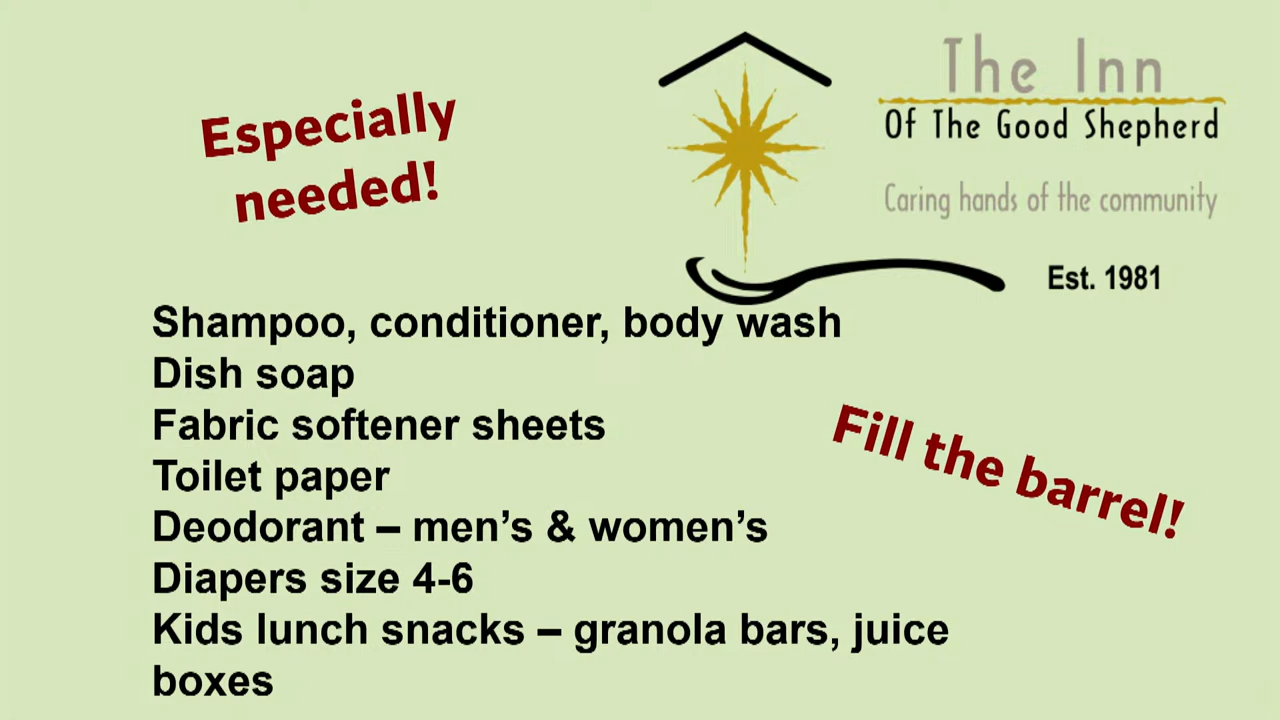 Especially
needed!
The Inn
Of The Good Shepherd
Caring hands of the community
Est. 1981
Shampoo, conditioner, body wash
Dish soap
Fabric softener sheets
Toilet paper
Deodorant – men’s & women’s
Diapers size 4-6
Kids lunch snacks – granola bars, juice
boxes
Fill the barrel!